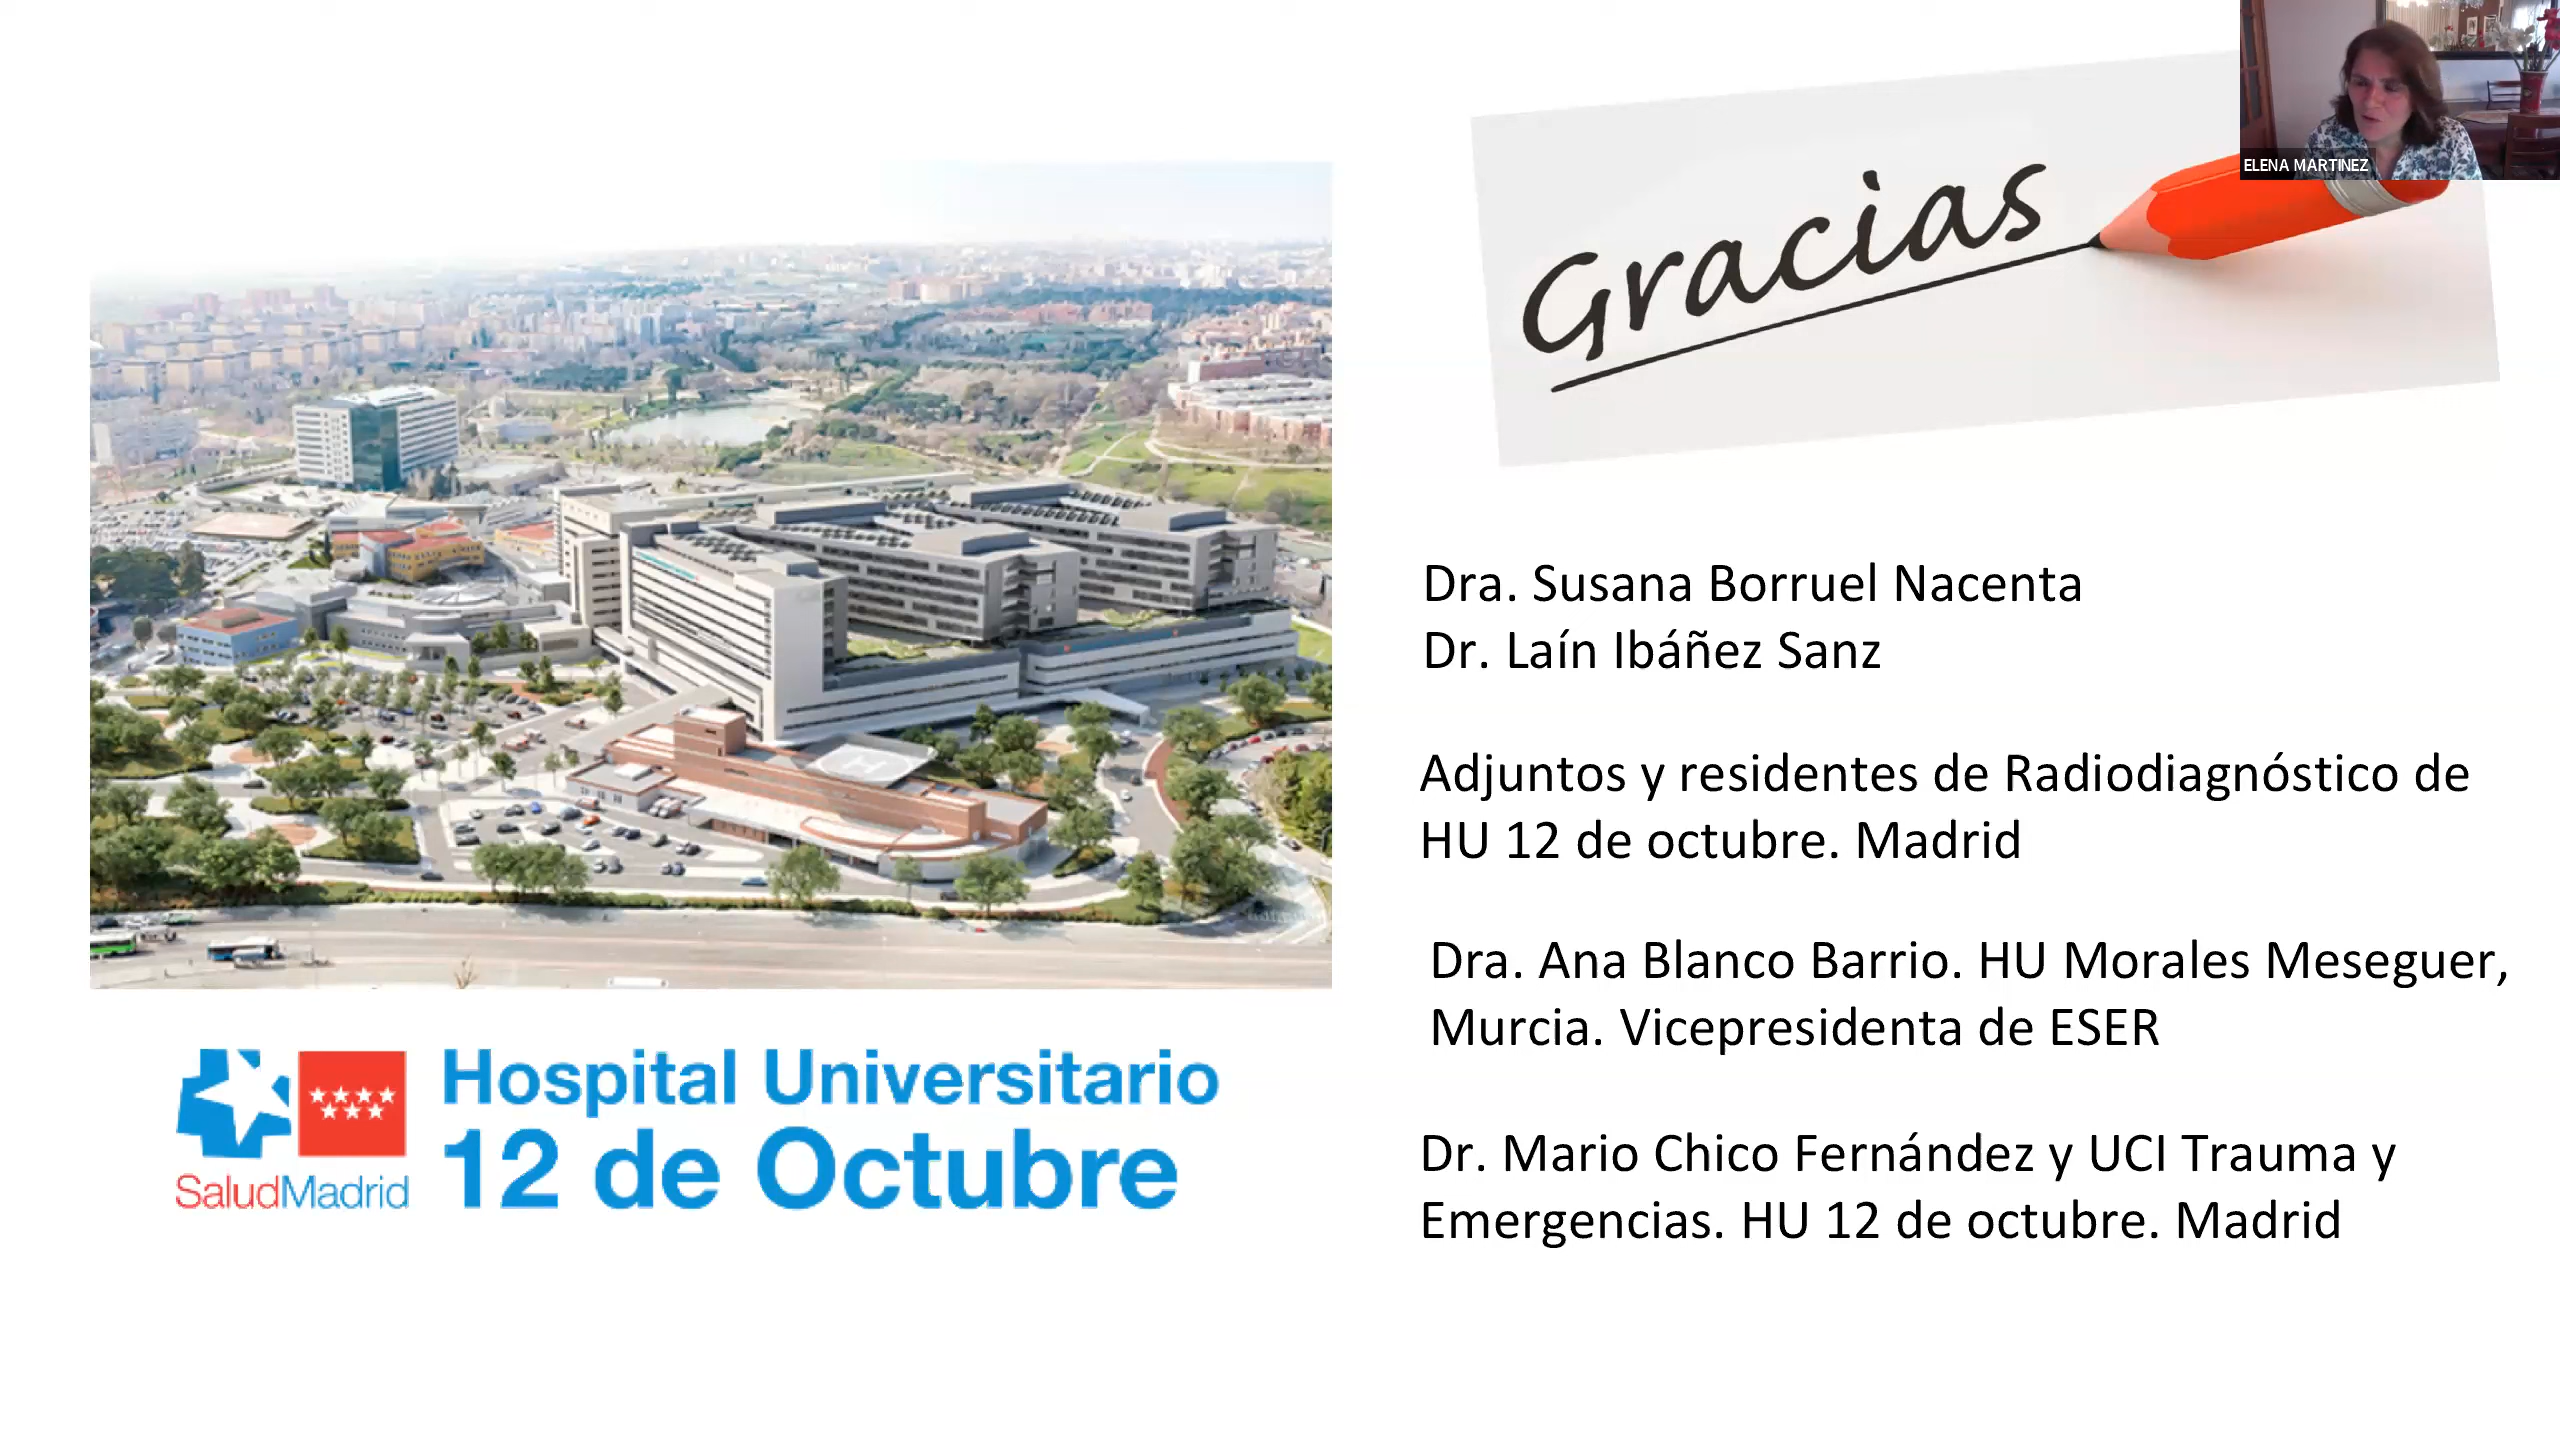 ELENA MARTINEZ
Gracias
Dra. Susana Borruel Nacenta
Dr. Laín Ibáñez Sanz
Adjuntos y residentes de Radiodiagnóstico de
HU 12 de octubre. Madrid
Dra. Ana Blanco Barrio. HU Morales Meseguer,
Murcia. Vicepresidenta de ESER
Dr. Mario Chico Fernández y UCI Trauma y
Emergencias. HU 12 de octubre. Madrid
H
SaludMadrid
Hospital Universitario
12 de Octubre